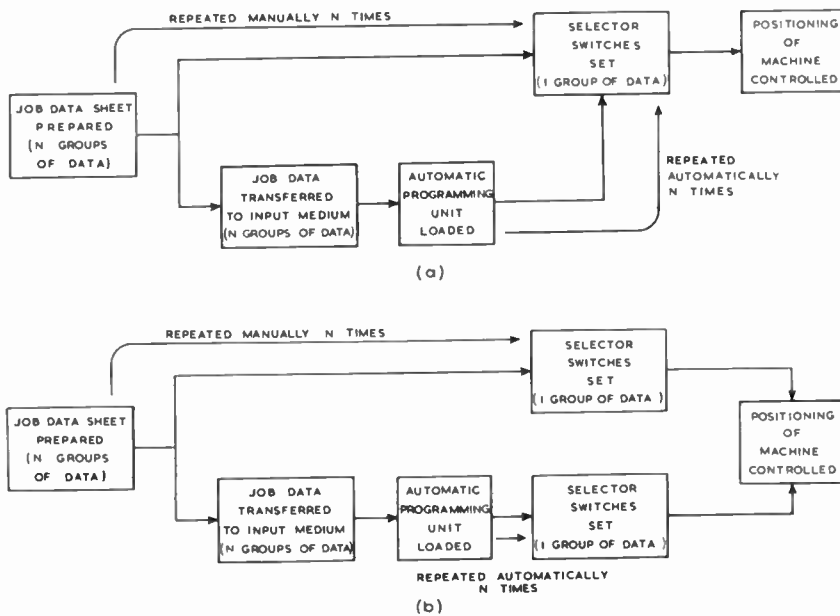 REPEATED MANUALLY N TIMES
JOB DATA SHEET
PREPARED
(N GROUPS
OF DATA)
SELECTOR
SWITCHES
SET
(1 GROUP OF DATA)
POSITIONING
OF
MACHINE
CONTROLLED
JOB DATA
TRANSFERRED
TO INPUT MEDIUM
(N GROUPS OF DATA)
AUTOMATIC
PROGRAMMING
UNIT
LOADED
REPEATED
AUTOMATICALLY
N TIMES
(a)
REPEATED MANUALLY N TIMES
JOB DATA SHEET
PREPARED
(N GROUPS
OF DATA)
SELECTOR
SWITCHES
SET
(1 GROUP OF DATA)
POSITIONING
OF
MACHINE
CONTROLLED
JOB DATA
TRANSFERRED
TO INPUT MEDIUM
(N GROUPS OF DATA)
AUTOMATIC
PROGRAMMING
UNIT
LOADED
SELECTOR
SWITCHES
SET
(1 GROUP OF DATA)
REPEATED AUTOMATICALLY
N TIMES
(b)